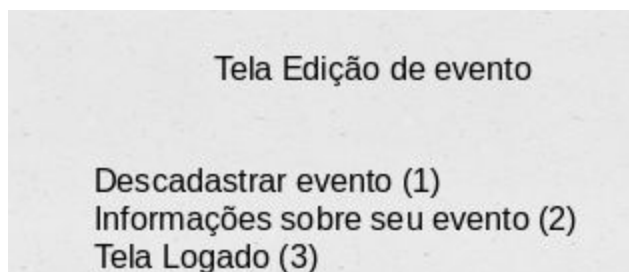 Tela Edição de evento
Descadastrar evento (1)
Informações sobre seu evento (2)
Tela Logado (3)